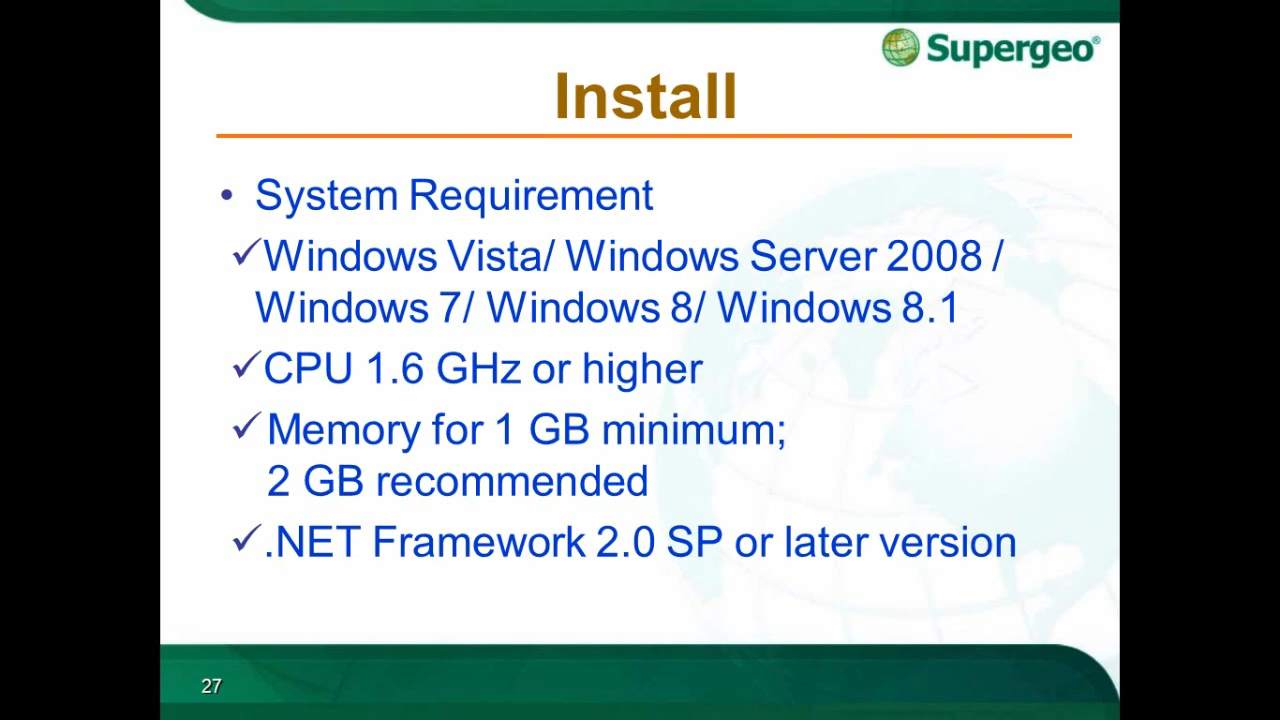 Supergeo®
Install
• System Requirement
✓Windows Vista/ Windows Server 2008 /
Windows 7/ Windows 8/ Windows 8.1
✓CPU 1.6 GHz or higher
✓Memory for 1 GB minimum;
2 GB recommended
✓.NET Framework 2.0 SP or later version
27